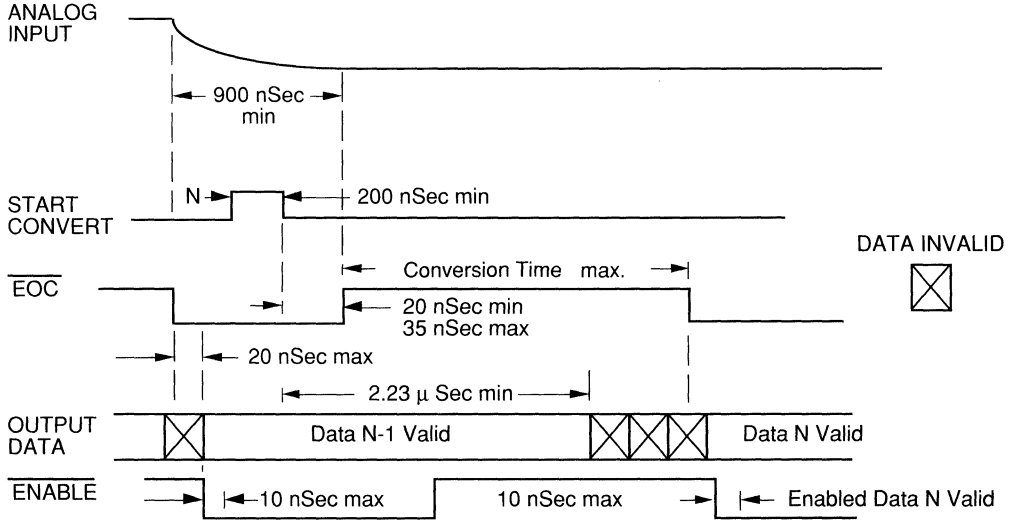 ANALOG
INPUT
900 nSec
min
N
200 nSec min
START
CONVERT
DATA INVALID
Conversion Time max.
EOC
20 nSec min
35 nSec max
20 nSec max
2.23 μ Sec min
OUTPUT
DATA
Data N-1 Valid
Data N Valid
ENABLE
10 nSec max
10 nSec max
Enabled Data N Valid